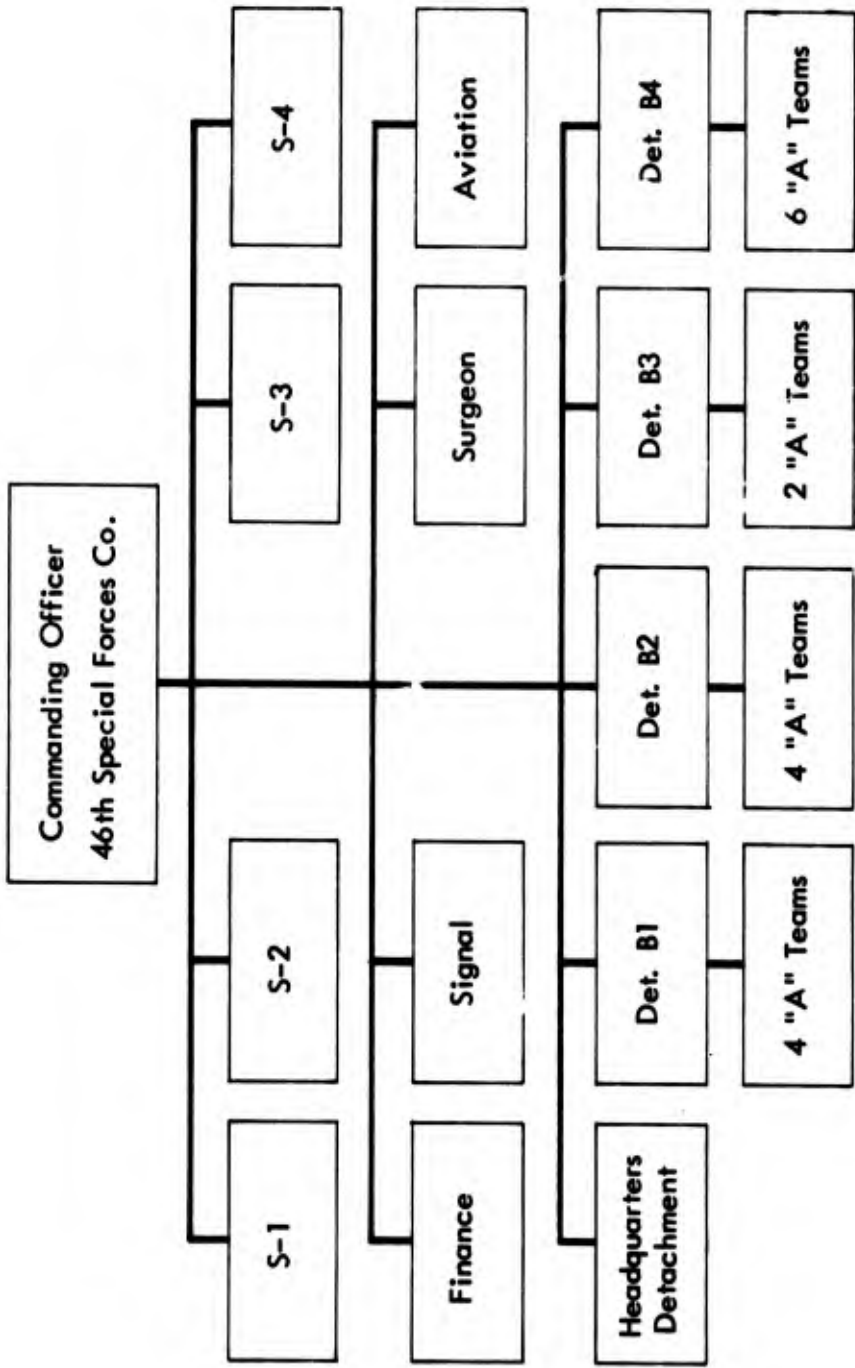 Commanding Officer
46th Special Forces Co.
S-1
S-2
S-3
S-4
Finance
Signal
Surgeon
Aviation
Headquarters
Detachment
Det. B1
Det. B2
Det. B3
Det. B4
4 "A" Teams
4 "A" Teams
2 "A" Teams
6 "A" Teams